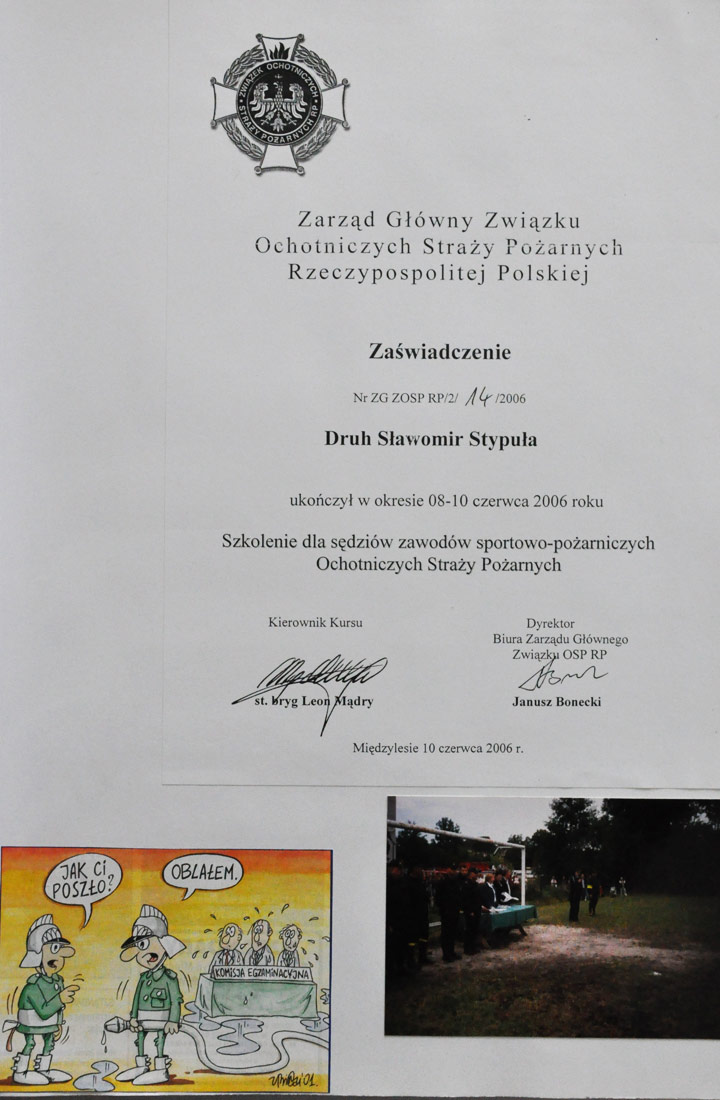 ZWIĄZEK OCHOTNICZYCH
STRAŻY POŻARNYCH RP
Zarząd Główny Związku
Ochotniczych Straży Pożarnych
Rzeczypospolitej Polskiej
Zaświadczenie
Nr ZG ZOSP RP/2/ 14 /2006
Druh Sławomir Stypuła
ukończył w okresie 08-10 czerwca 2006 roku
Szkolenie dla sędziów zawodów sportowo-pożarniczych
Ochotniczych Straży Pożarnych
Kierownik Kursu
st. bryg Leon Mądry
Dyrektor
Biura Zarządu Głównego
Związku OSP RP
Janusz Bonecki
Międzylesie 10 czerwca 2006 r.
JAK CI
POSZŁO?
OBLAŁEM.
KOMISJA EGZAMINACYJNA